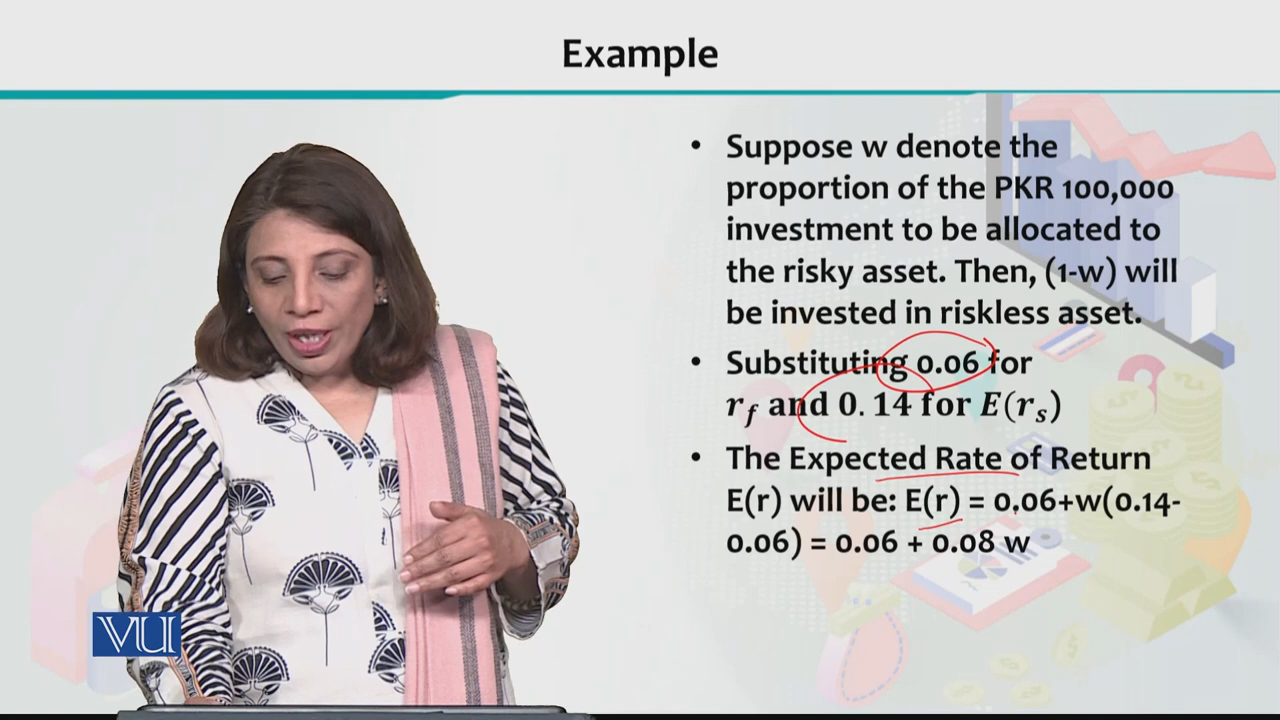 Example
• Suppose w denote the
proportion of the PKR 100,000
investment to be allocated to
the risky asset. Then, (1-w) will
be invested in riskless asset.
• Substituting 0.06 for
r_f and 0.14 for E(r_s)
• The Expected Rate of Return
E(r) will be: E(r) = 0.06+w(0.14-
0.06) = 0.06 + 0.08 w
VU